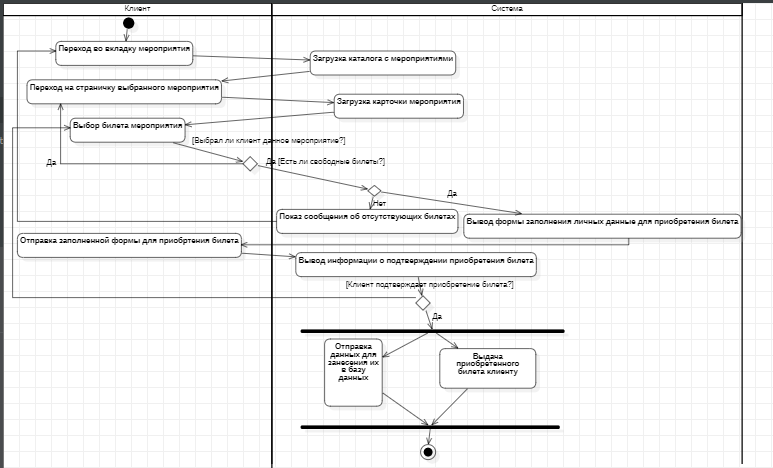 Клиент
Система
Переход во вкладку мероприятия
Загрузка каталога с мероприятиями
Переход на страничку выбранного мероприятия
Загрузка карточки мероприятия
Выбор билета мероприятия
[Выбрал ли клиент данное мероприятие?]
Да
Да
[Есть ли свободные билеты?]
Да
Нет
Показ сообщения об отсутствующих билетах
Вывод формы заполнения личных данные для приобретения билета
Отправка заполненной формы для приобртения билета
Вывод информации о подтверждении приобретения билета
[Клиент подтверждает приобретение билета?]
Да
Отправка
данных для
занесения их
в базу
данных
Выдача
приобретенного
билета клиенту